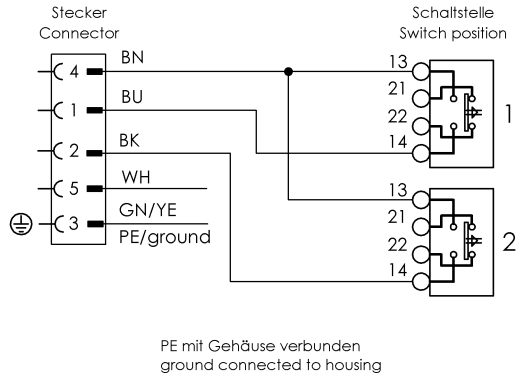 Stecker
Connector
Schaltstelle
Switch position
4 BN
1 BU
2 BK
5 WH
3 GN/YE
PE/ground
13
21
22
14
1
13
21
22
14
2
PE mit Gehäuse verbunden
ground connected to housing